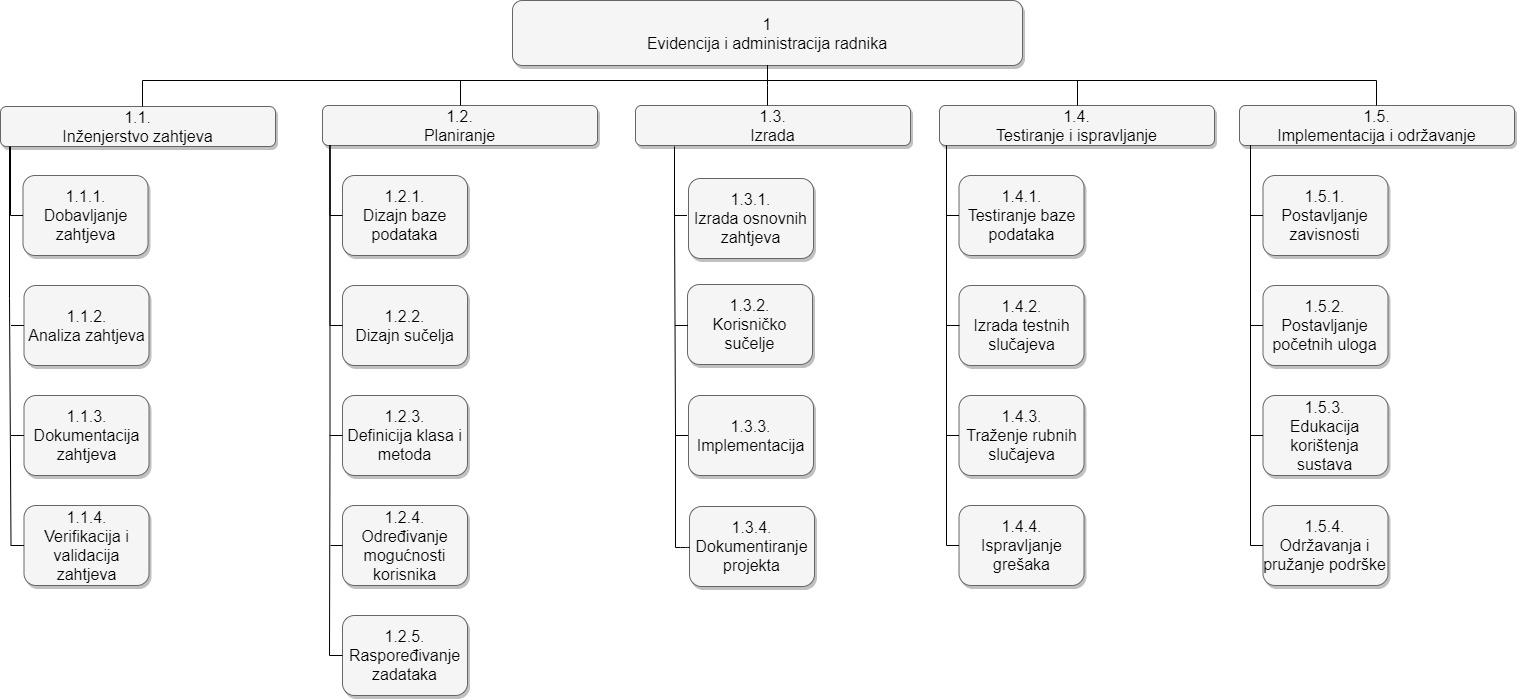 1
Evidencija i administracija radnika
1.1.
Inženjerstvo zahtjeva
1.1.1.
Dobavljanje
zahtjeva
1.1.2.
Analiza zahtjeva
1.1.3.
Dokumentacija
zahtjeva
1.1.4.
Verifikacija i
validacija
zahtjeva
1.2.
Planiranje
1.2.1.
Dizajn baze
podataka
1.2.2.
Dizajn sučelja
1.2.3.
Definicija klasa i
metoda
1.2.4.
Određivanje
mogućnosti
korisnika
1.2.5.
Raspoređivanje
zadataka
1.3.
Izrada
1.3.1.
Izrada osnovnih
zahtjeva
1.3.2.
Korisničko
sučelje
1.3.3.
Implementacija
1.3.4.
Dokumentiranje
projekta
1.4.
Testiranje i ispravljanje
1.4.1.
Testiranje baze
podataka
1.4.2.
Izrada testnih
slučajeva
1.4.3.
Traženje rubnih
slučajeva
1.4.4.
Ispravljanje
grešaka
1.5.
Implementacija i održavanje
1.5.1.
Postavljanje
zavisnosti
1.5.2.
Postavljanje
početnih uloga
1.5.3.
Edukacija
korištenja
sustava
1.5.4.
Održavanja i
pružanje podrške